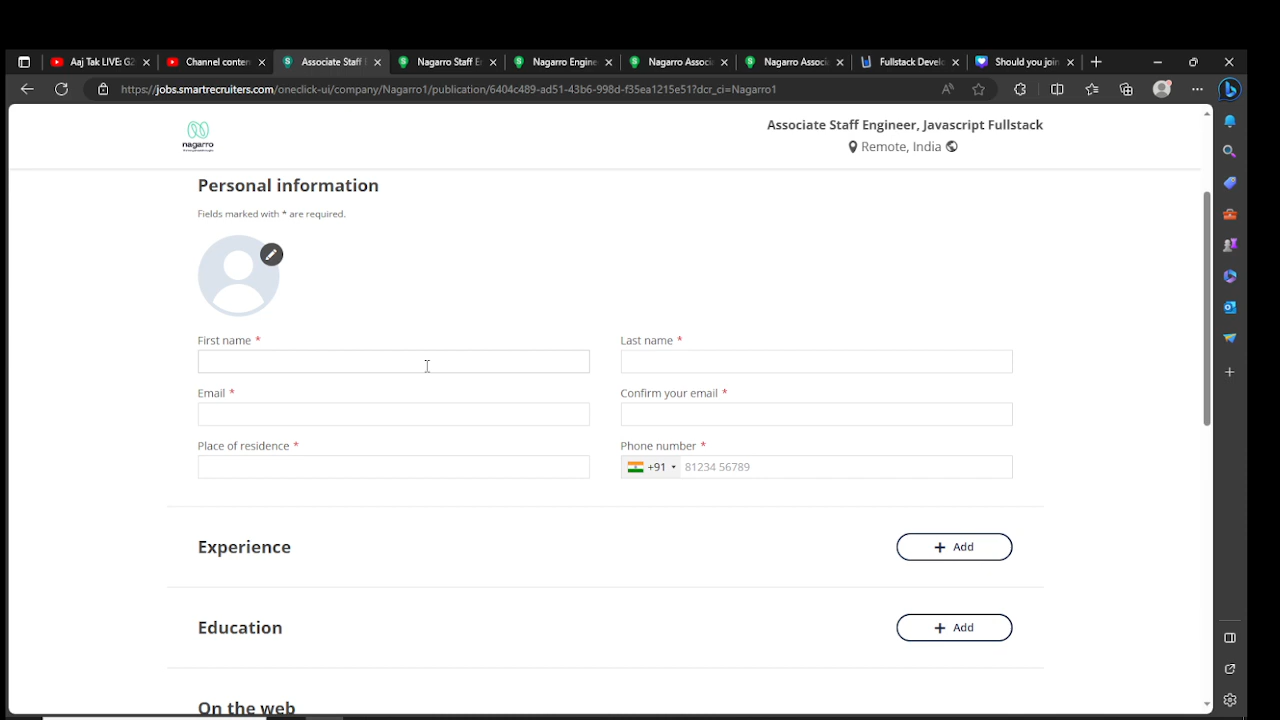 Aaj Tak LIVE: G2
Channel conten
Associate Staff E
Nagarro Staff E
Nagarro Engine
Nagarro Associ
Nagarro Associ
Fullstack Devel
Should you join
https://jobs.smartrecruiters.com/oneclick-ui/company/Nagarro1/publication/6404c489-ad51-43b6-998d-f35ea1215e51?dcr_ci=Nagarro1
nagarro
Associate Staff Engineer, Javascript Fullstack
Remote, India
Personal information
Fields marked with * are required.
First name *
Last name *
Email *
Confirm your email *
Place of residence *
Phone number *
+91 81234 56789
Experience
+ Add
Education
+ Add
On the web